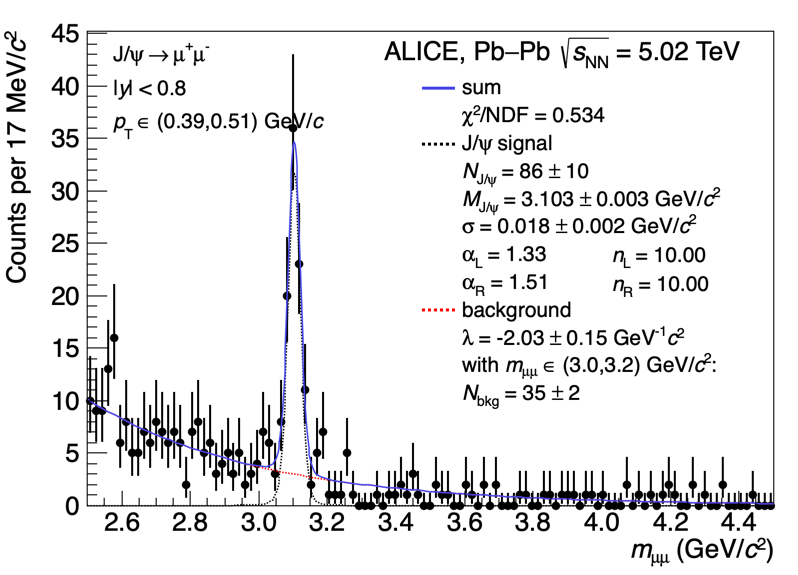 45
40
35
30
25
20
15
10
5
0
Counts per 17 MeV/c²
J/ψ → μ⁺μ⁻
|y| < 0.8
p_T ∈ (0.39,0.51) GeV/c
ALICE, Pb–Pb √s_NN = 5.02 TeV
sum
χ²/NDF = 0.534
J/ψ signal
N_J/ψ = 86 ± 10
M_J/ψ = 3.103 ± 0.003 GeV/c²
σ = 0.018 ± 0.002 GeV/c²
α_L = 1.33 n_L = 10.00
α_R = 1.51 n_R = 10.00
background
λ = -2.03 ± 0.15 GeV⁻¹c²
with m_μμ ∈ (3.0,3.2) GeV/c²:
N_bkg = 35 ± 2
2.6 2.8 3.0 3.2 3.4 3.6 3.8 4.0 4.2 4.4
m_μμ (GeV/c²)